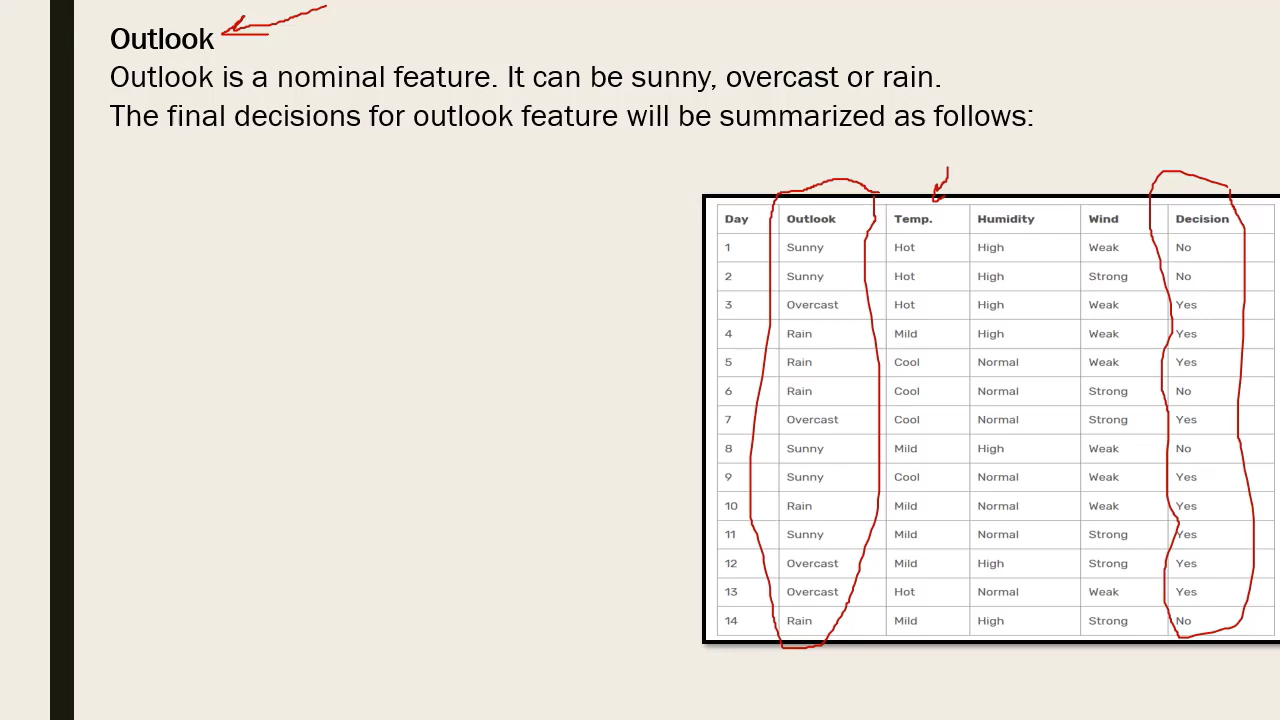 Outlook
Outlook is a nominal feature. It can be sunny, overcast or rain.
The final decisions for outlook feature will be summarized as follows:
Day Outlook Temp. Humidity Wind Decision
1 Sunny Hot High Weak No
2 Sunny Hot High Strong No
3 Overcast Hot High Weak Yes
4 Rain Mild High Weak Yes
5 Rain Cool Normal Weak Yes
6 Rain Cool Normal Strong No
7 Overcast Cool Normal Strong Yes
8 Sunny Mild High Weak No
9 Sunny Cool Normal Weak Yes
10 Rain Mild Normal Weak Yes
11 Sunny Mild Normal Strong Yes
12 Overcast Mild High Strong Yes
13 Overcast Hot Normal Weak Yes
14 Rain Mild High Strong No